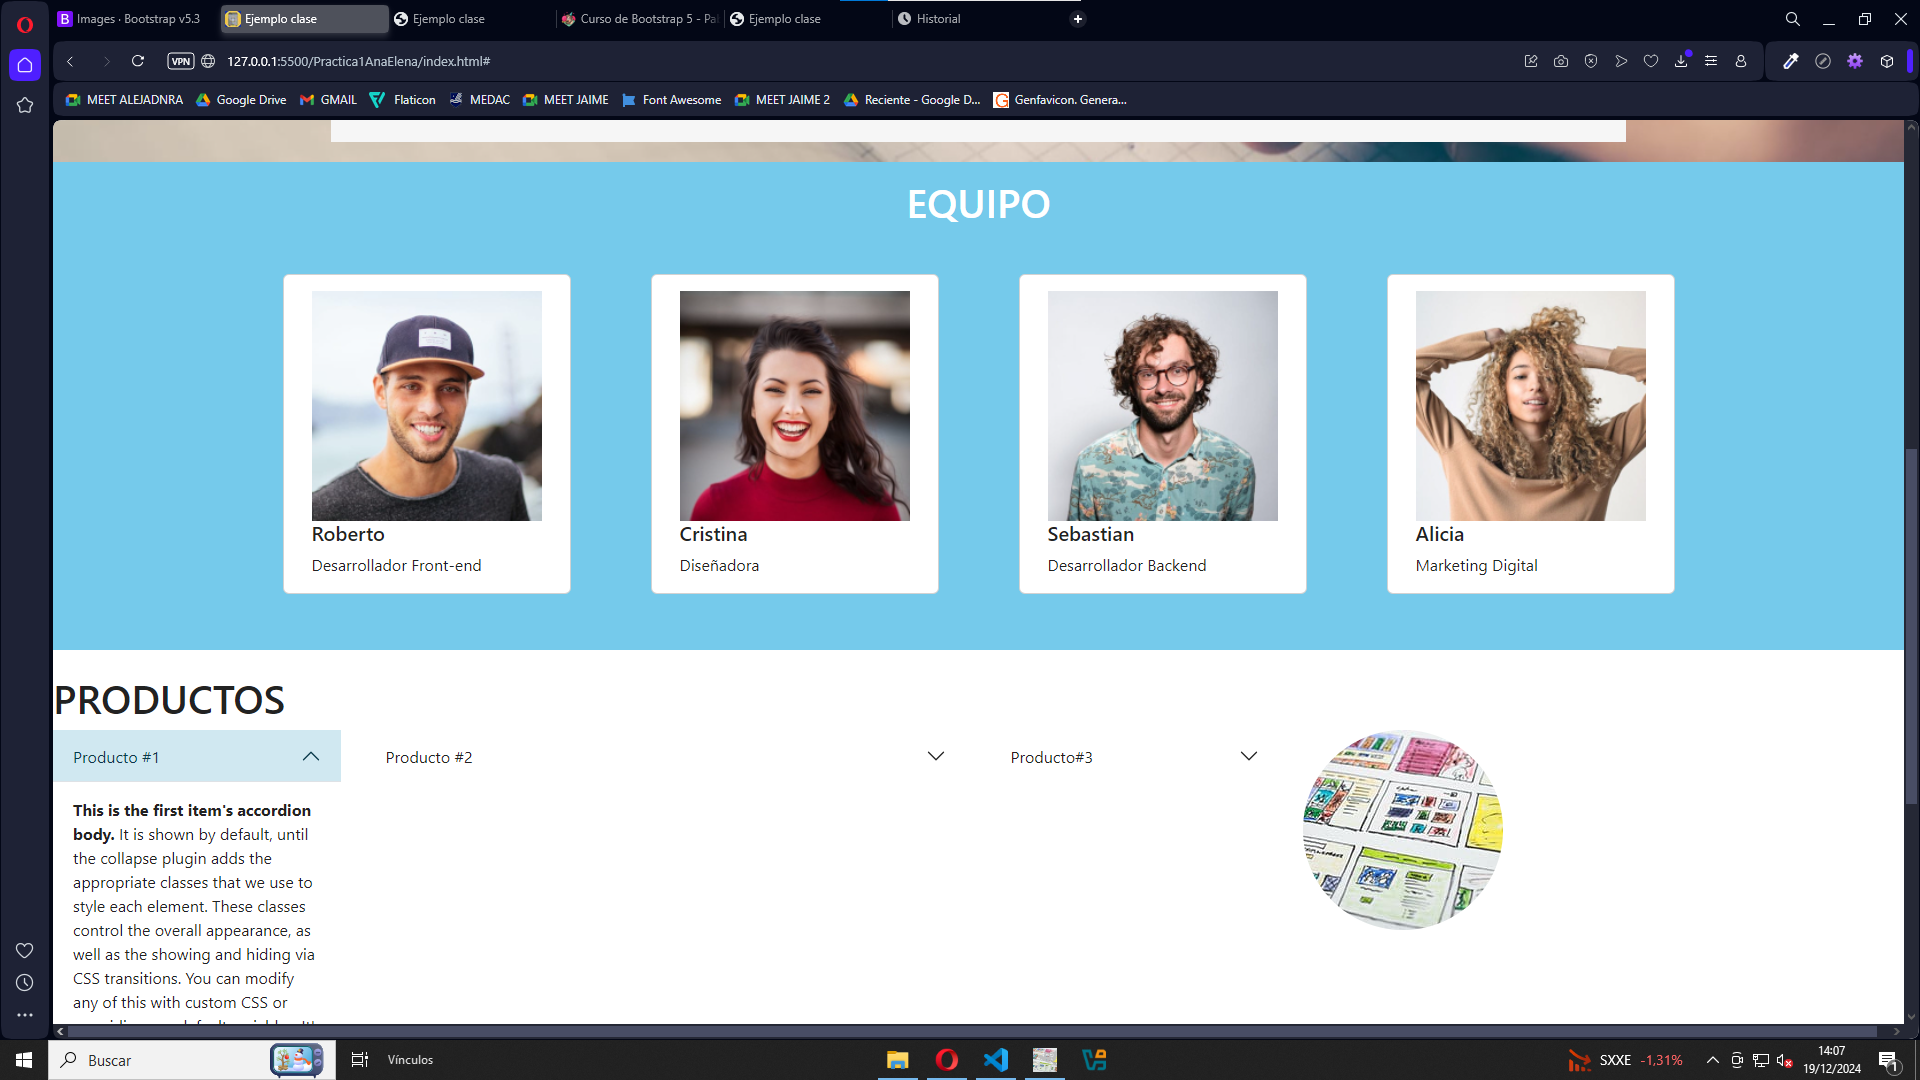 Images · Bootstrap v5.3
Ejemplo clase
Ejemplo clase
Curso de Bootstrap 5 - Pal
Ejemplo clase
Historial
VPN
127.0.0.1:5500/Practica1AnaElena/index.html#
MEET ALEJADNRA
Google Drive
GMAIL
Flaticon
MEDAC
MEET JAIME
Font Awesome
MEET JAIME 2
Reciente - Google D...
Genfavicon. Genera...
EQUIPO
Roberto
Desarrollador Front-end
Cristina
Diseñadora
Sebastian
Desarrollador Backend
Alicia
Marketing Digital
PRODUCTOS
Producto #1
Producto #2
Producto#3
This is the first item's accordion
body. It is shown by default, until
the collapse plugin adds the
appropriate classes that we use to
style each element. These classes
control the overall appearance, as
well as the showing and hiding via
CSS transitions. You can modify
any of this with custom CSS or
Buscar
Vínculos
SXXE -1,31%
14:07
19/12/2024
1